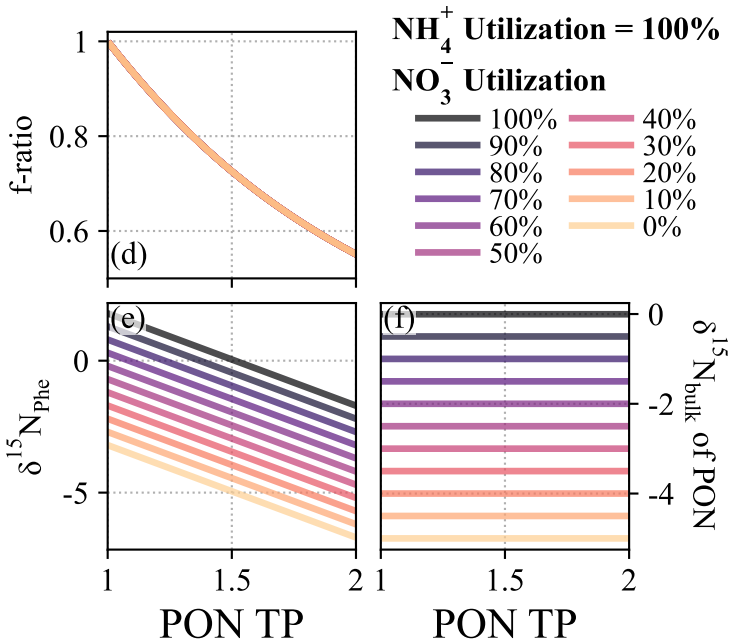 NH₄⁺ Utilization = 100%
NO₃⁻ Utilization
100%
90%
80%
70%
60%
50%
40%
30%
20%
10%
0%
f-ratio
1
0.8
0.6
(d)
δ¹⁵N_Phe
0
-5
(e)
1
1.5
2
PON TP
(f)
0
-2
-4
δ¹⁵N_bulk of PON
1
1.5
2
PON TP